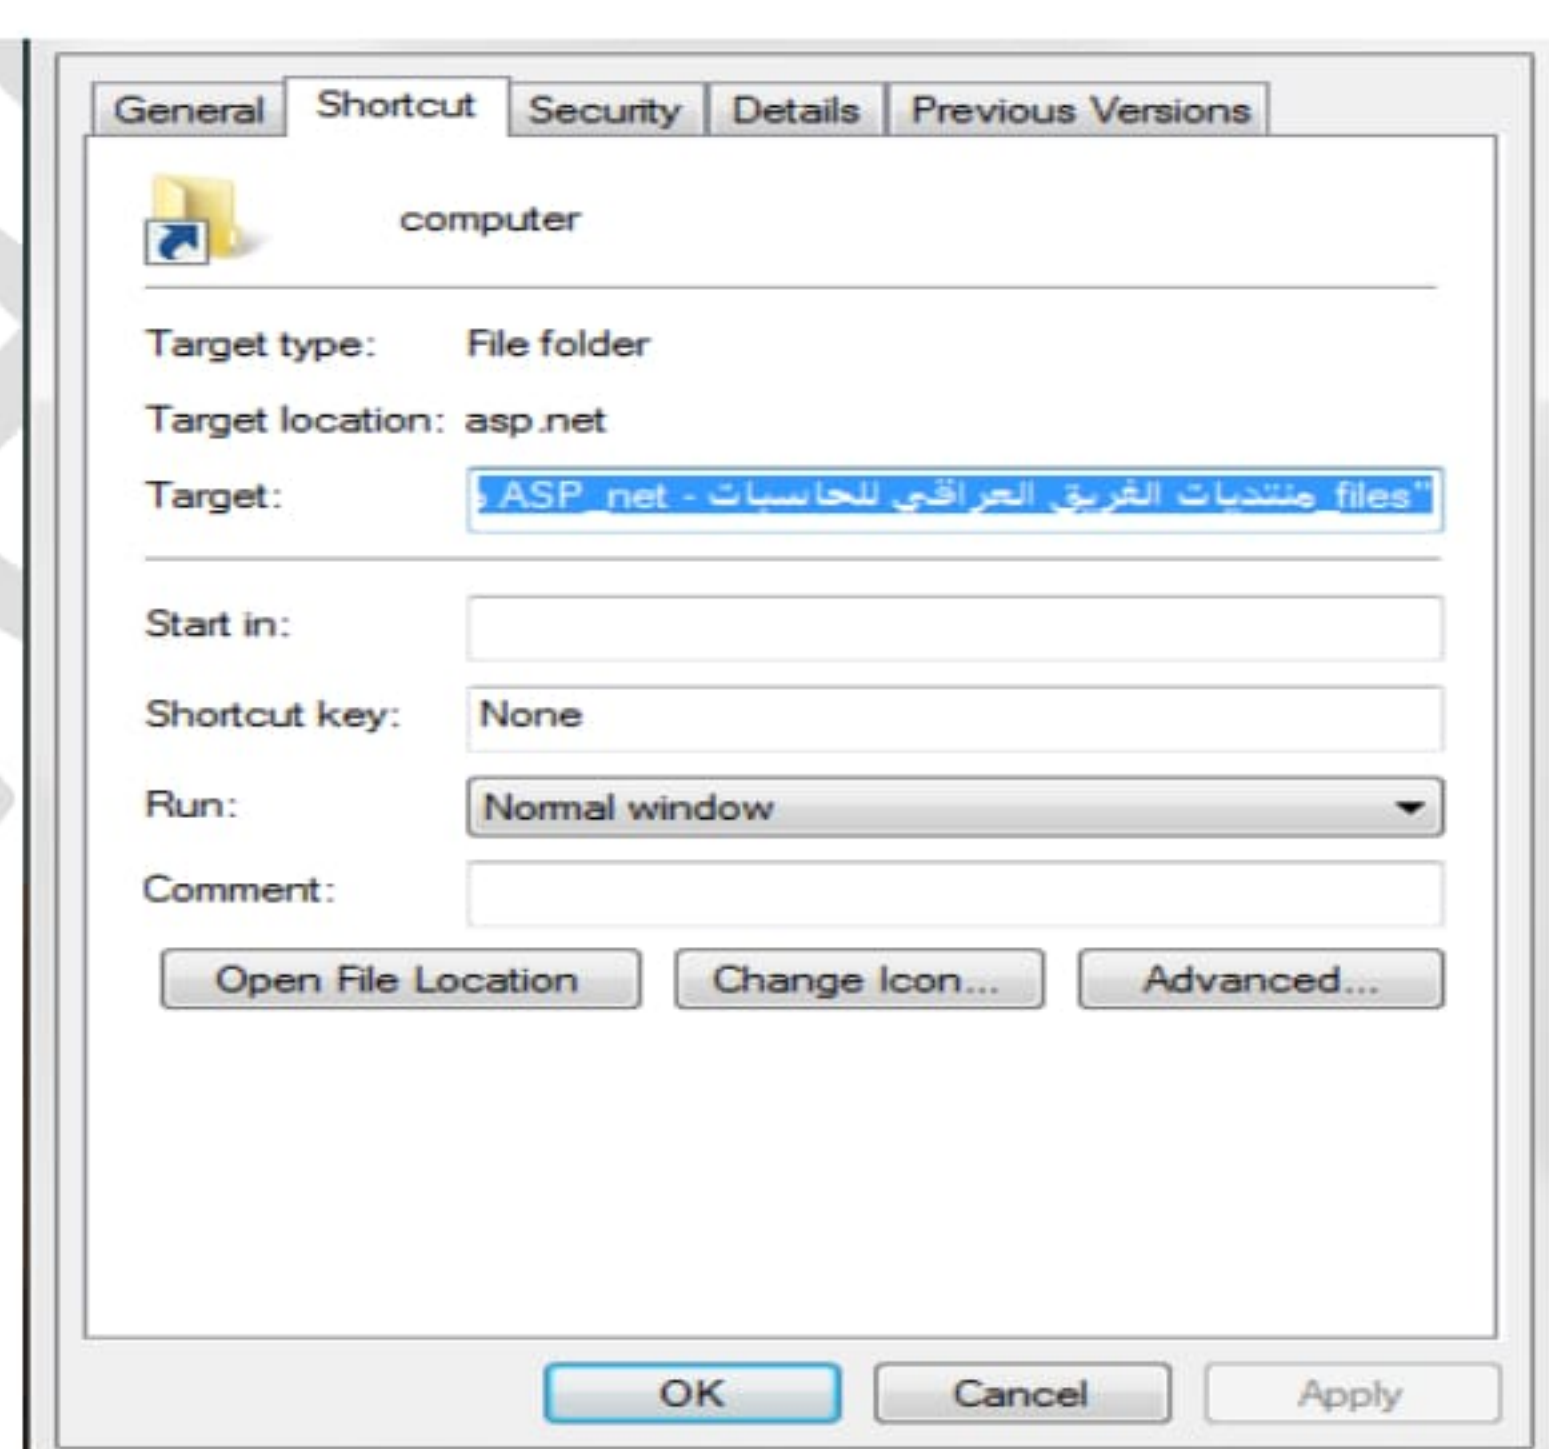 General Shortcut Security Details Previous Versions
computer
Target type: File folder
Target location: asp.net
Target: منتديات الفريق العراقي للحاسبات - ASP_net_files"
Start in:
Shortcut key: None
Run: Normal window
Comment:
Open File Location Change Icon... Advanced...
OK Cancel Apply